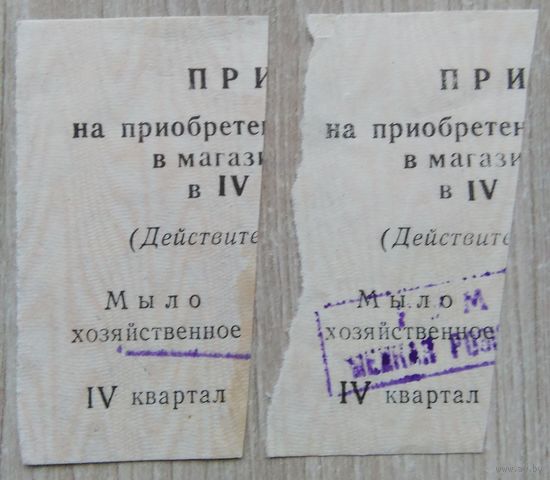 ПРИ
на приобретен
в магази
в IV
(Действите
Мыло
хозяйственное
IV квартал
ПРИ
на приобретен
в магази
в IV
(Действите
Мыло
хозяйственное
IV квартал